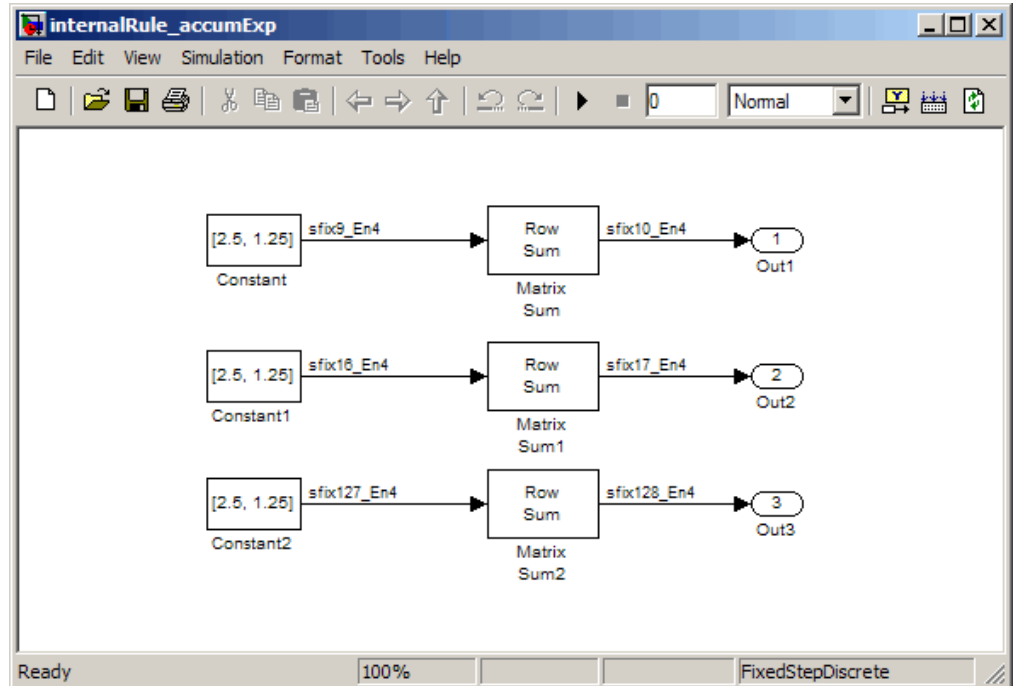 internalRule_accumExp
File Edit View Simulation Format Tools Help
0 Normal
[2.5, 1.25] sfix9_En4 Row Sum sfix10_En4 1
Constant Matrix Sum Out1
[2.5, 1.25] sfix16_En4 Row Sum sfix17_En4 2
Constant1 Matrix Sum1 Out2
[2.5, 1.25] sfix127_En4 Row Sum sfix128_En4 3
Constant2 Matrix Sum2 Out3
Ready 100% FixedStepDiscrete